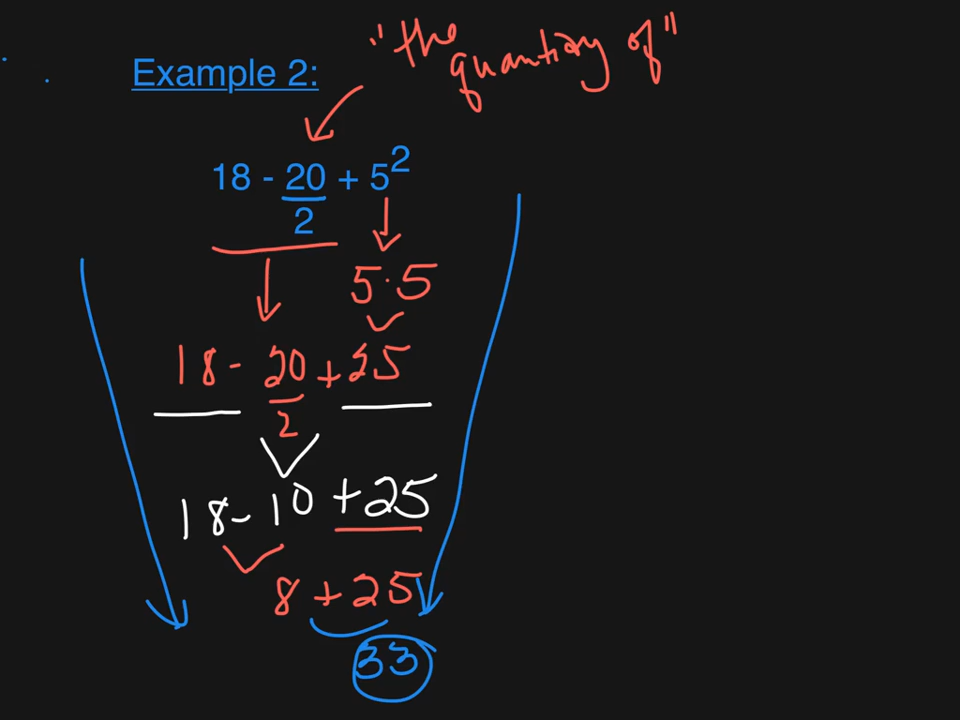 "the
quantity of"
Example 2:
18 - 20/2 + 5²
5·5
18 - 20/2 + 25
18 - 10 + 25
8 + 25
33